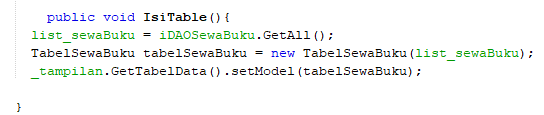 public void IsiTable(){
list_sewaBuku = iDAOSewaBuku.GetAll();
TabelSewaBuku tabelSewaBuku = new TabelSewaBuku(list_sewaBuku);
_tampilan.GetTabelData().setModel(tabelSewaBuku);
}